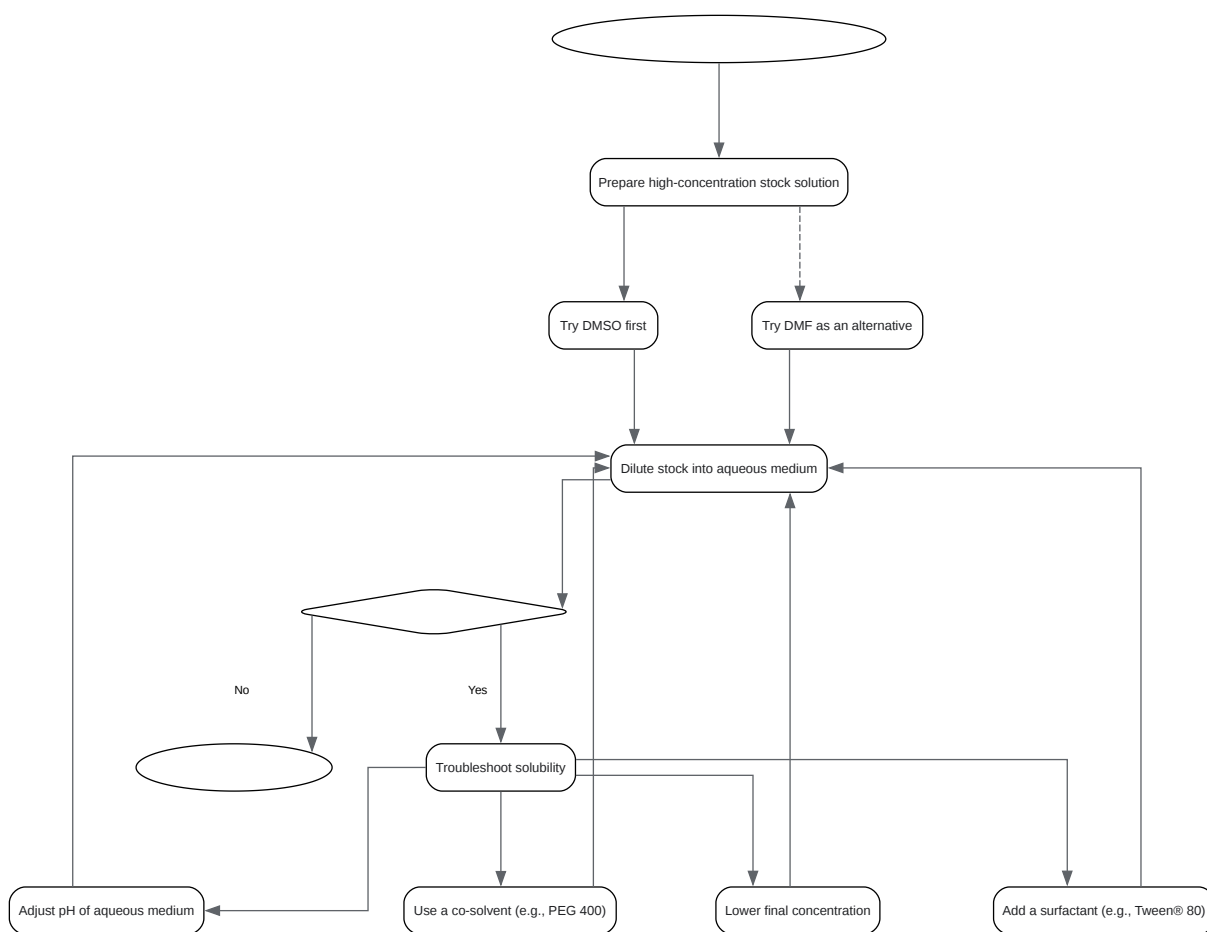 Prepare high-concentration stock solution
Try DMSO first
Try DMF as an alternative
Dilute stock into aqueous medium
No
Yes
Troubleshoot solubility
Adjust pH of aqueous medium
Use a co-solvent (e.g., PEG 400)
Lower final concentration
Add a surfactant (e.g., Tween® 80)